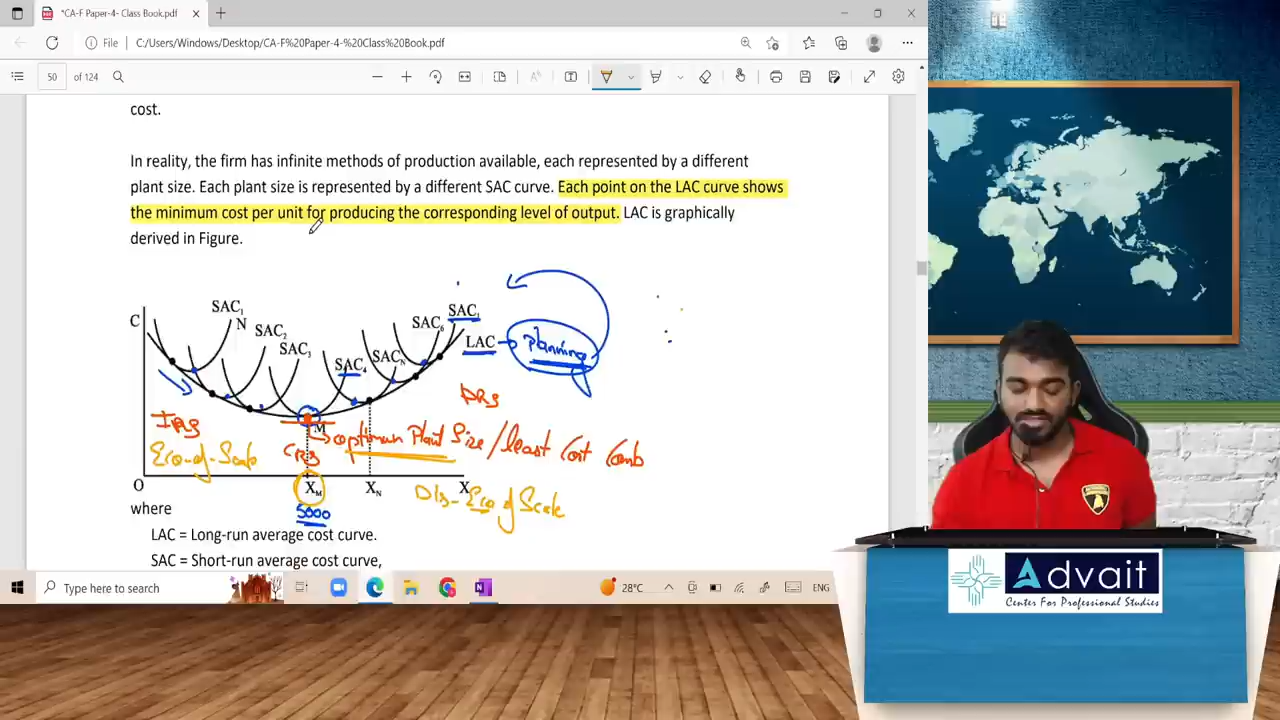 *CA-F Paper-4- Class Book.pdf
File C:/Users/Windows/Desktop/CA-F%20Paper-4-%20Class%20Book.pdf
50 of 124
cost.
In reality, the firm has infinite methods of production available, each represented by a different
plant size. Each plant size is represented by a different SAC curve. Each point on the LAC curve shows
the minimum cost per unit for producing the corresponding level of output. LAC is graphically
derived in Figure.
C SAC1 N SAC2 SAC3 SAC4 SAC6
LAC Planning
IRS DRS
M optimum Plant Size/least Cost Comb
Eco-of-Scale CRS
O XM XN X Dis-Eco of Scale
5000
where
LAC = Long-run average cost curve.
SAC = Short-run average cost curve,
Type here to search 28°C ENG
Advait
Center For Professional Studies